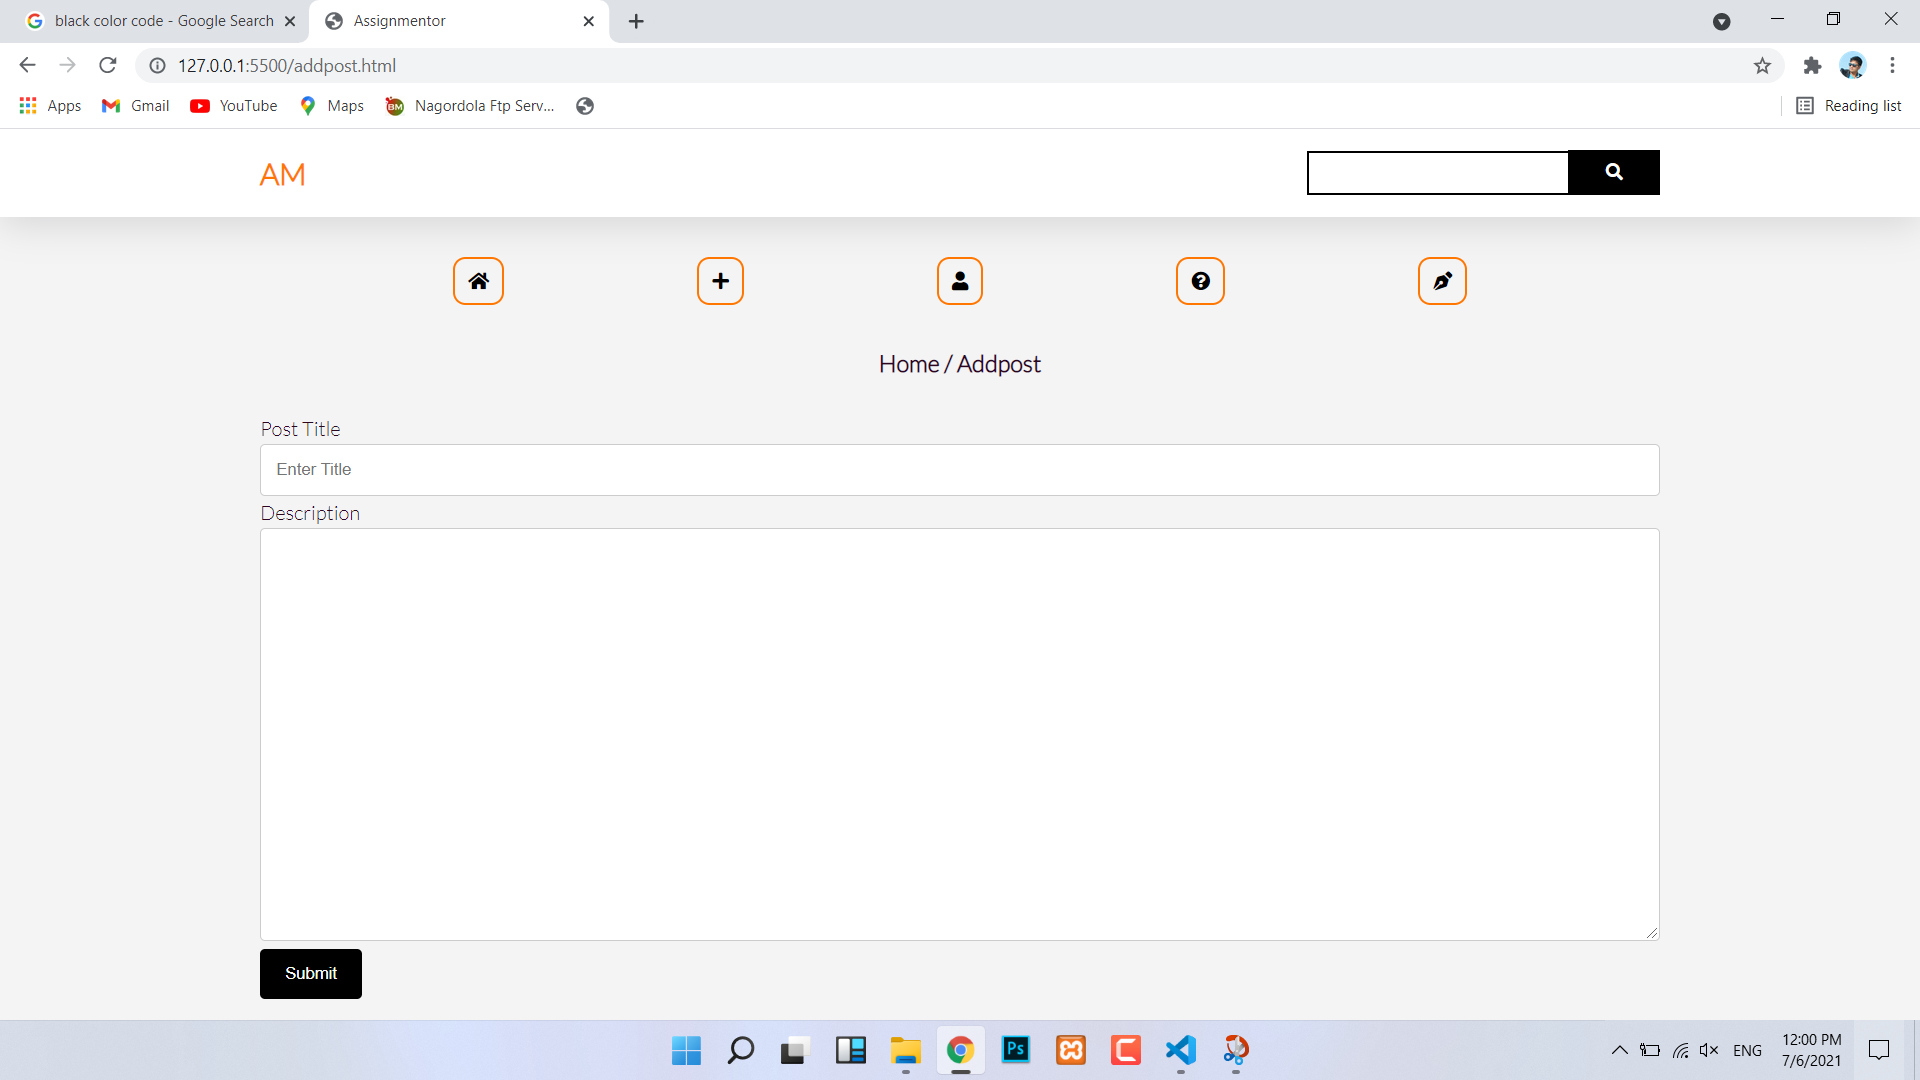 black color code - Google Search
Assignmentor
127.0.0.1:5500/addpost.html
Apps
Gmail
YouTube
Maps
BM
Nagordola Ftp Serv...
Reading list
AM
Home / Addpost
Post Title
Enter Title
Description
Submit
Ps
ENG
12:00 PM
7/6/2021